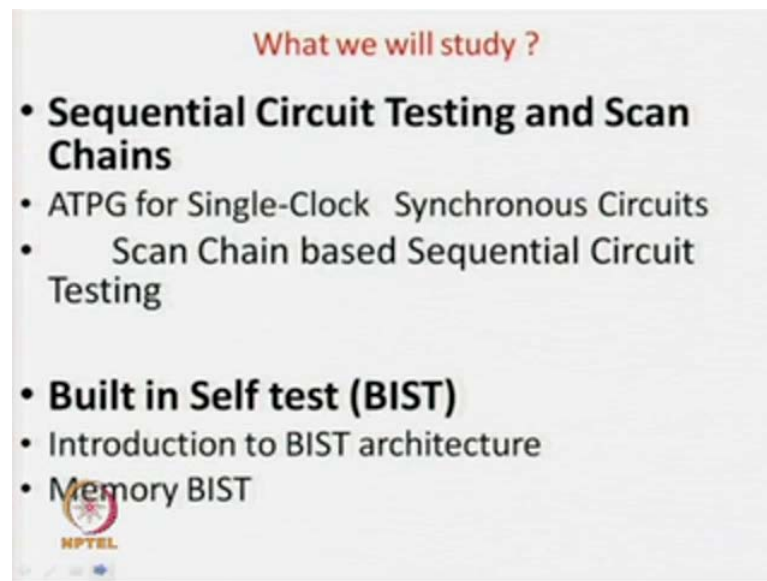 What we will study ?
• Sequential Circuit Testing and Scan
Chains
• ATPG for Single-Clock Synchronous Circuits
• Scan Chain based Sequential Circuit
Testing
• Built in Self test (BIST)
• Introduction to BIST architecture
• Memory BIST
NPTEL